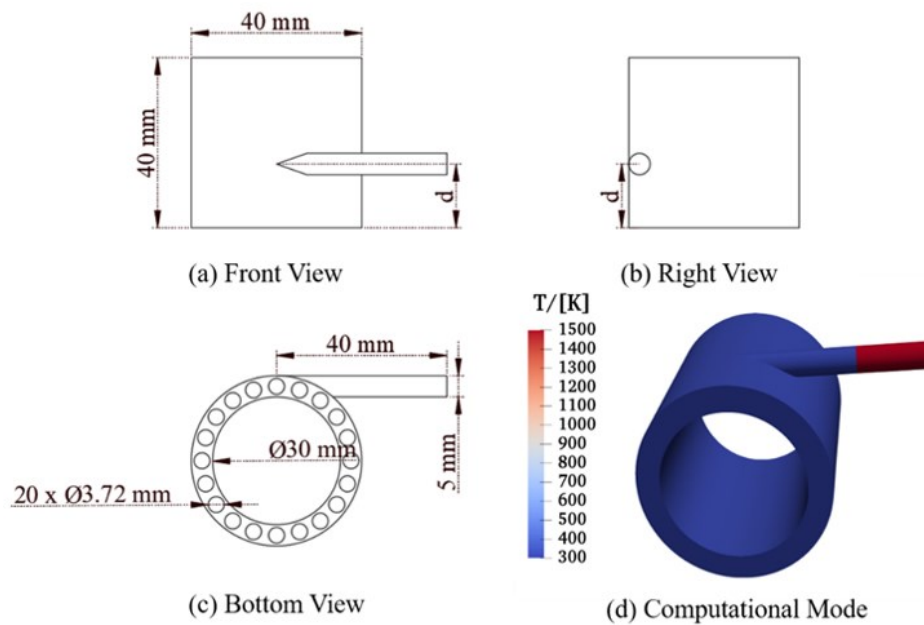 40 mm
40 mm
d
d
(a) Front View
(b) Right View
40 mm
Ø30 mm
5 mm
20 x Ø3.72 mm
(c) Bottom View
T/[K]
1500
1400
1300
1200
1100
1000
900
800
700
600
500
400
300
(d) Computational Mode